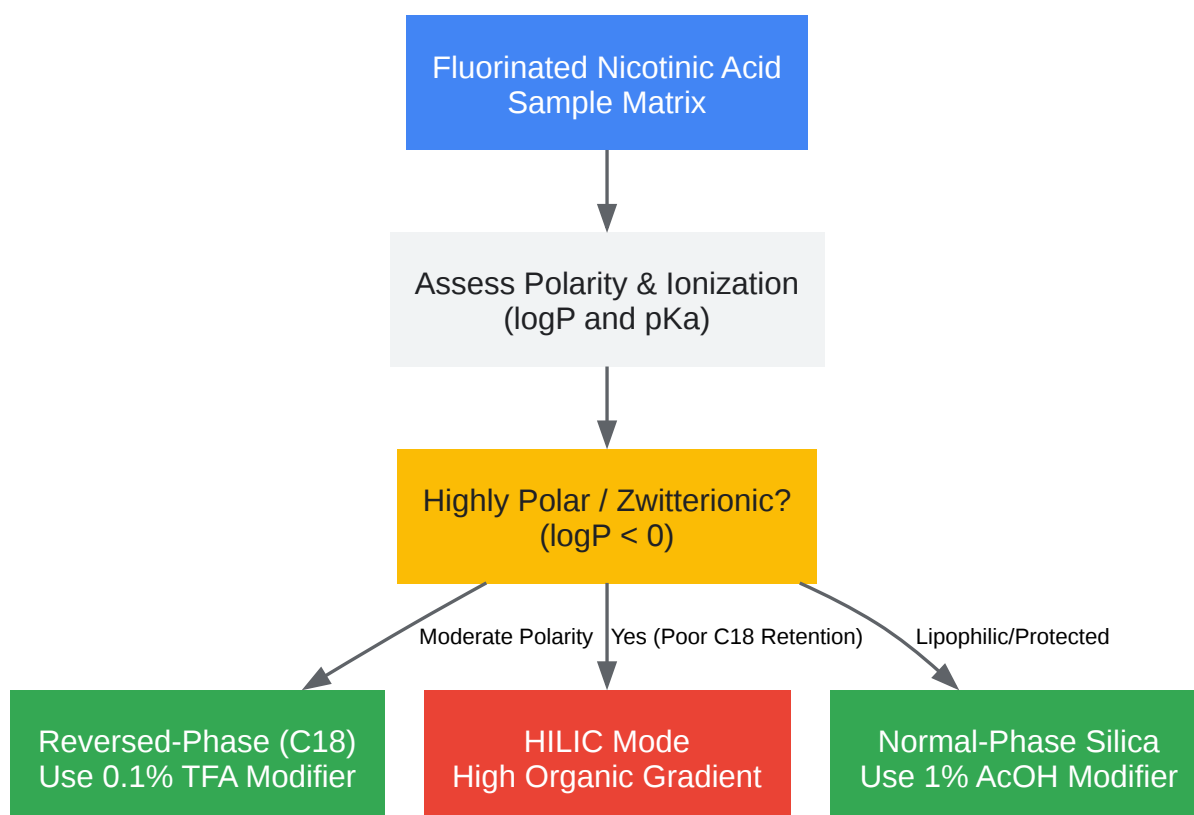 Fluorinated Nicotinic Acid
Sample Matrix
Assess Polarity & Ionization
(logP and pKa)
Highly Polar / Zwitterionic?
(logP < 0)
Moderate Polarity
Yes (Poor C18 Retention)
Lipophilic/Protected
Reversed-Phase (C18)
Use 0.1% TFA Modifier
HILIC Mode
High Organic Gradient
Normal-Phase Silica
Use 1% AcOH Modifier